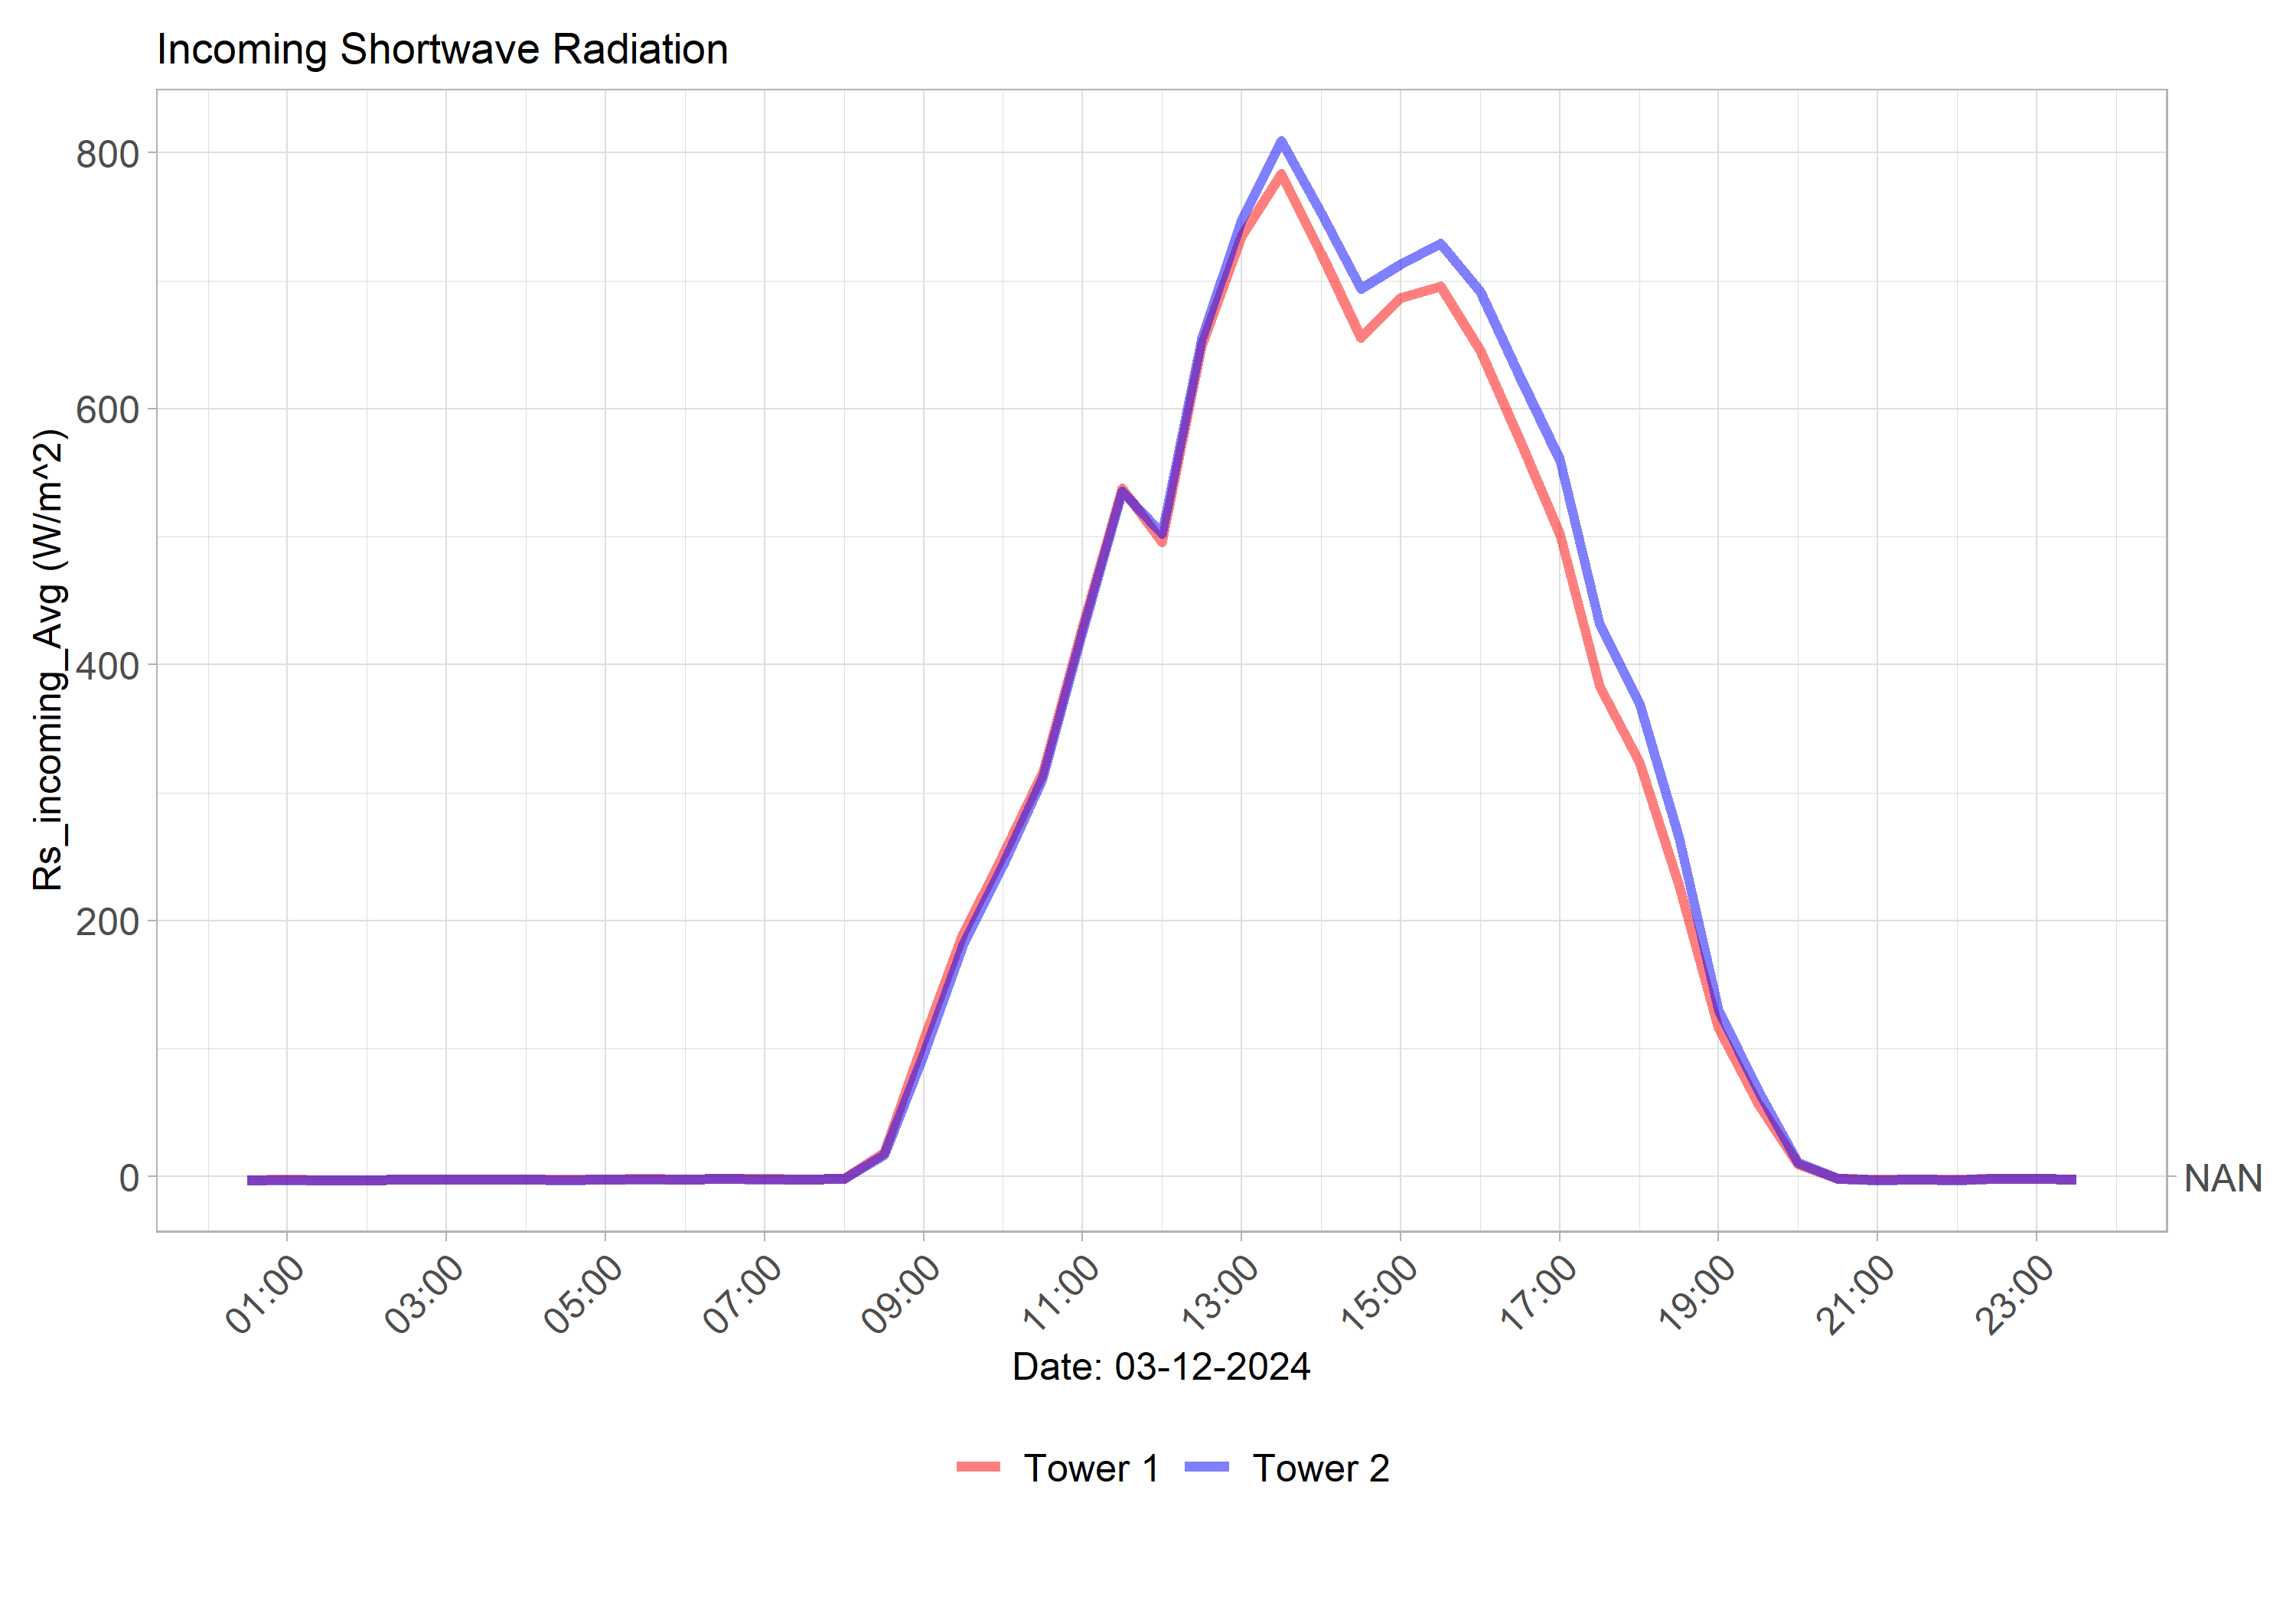 Incoming Shortwave Radiation
Rs_incoming_Avg (W/m^2)
800
600
400
200
0
NAN
01:00
03:00
05:00
07:00
09:00
11:00
13:00
15:00
17:00
19:00
21:00
23:00
Date: 03-12-2024
Tower 1
Tower 2